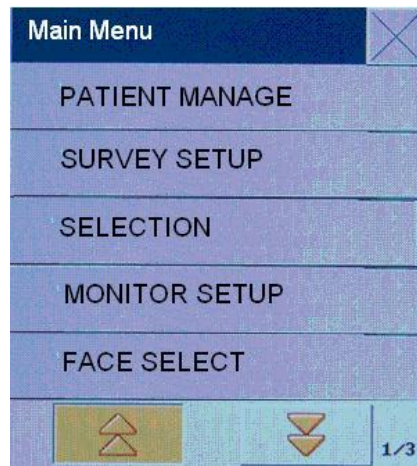 Main Menu
PATIENT MANAGE
SURVEY SETUP
SELECTION
MONITOR SETUP
FACE SELECT
1/3